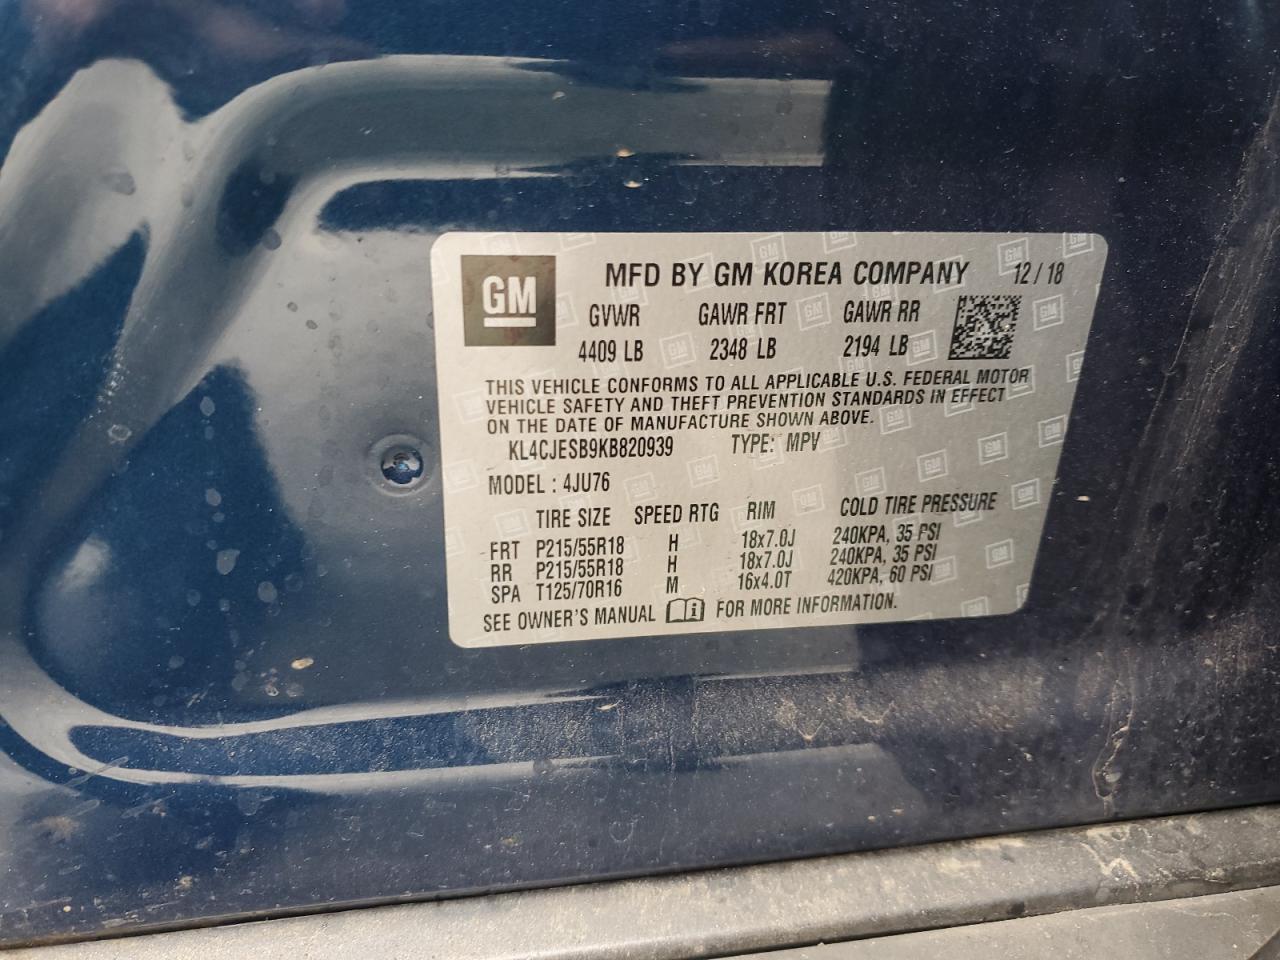 GM MFD BY GM KOREA COMPANY 12 / 18
GVWR GAWR FRT GAWR RR
4409 LB 2348 LB 2194 LB
THIS VEHICLE CONFORMS TO ALL APPLICABLE U.S. FEDERAL MOTOR
VEHICLE SAFETY AND THEFT PREVENTION STANDARDS IN EFFECT
ON THE DATE OF MANUFACTURE SHOWN ABOVE.
KL4CJESB9KB820939 TYPE: MPV
MODEL : 4JU76
TIRE SIZE SPEED RTG RIM COLD TIRE PRESSURE
FRT P215/55R18 H 18x7.0J 240KPA, 35 PSI
RR P215/55R18 H 18x7.0J 240KPA, 35 PSI
SPA T125/70R16 M 16x4.0T 420KPA, 60 PSI
SEE OWNER'S MANUAL i FOR MORE INFORMATION.